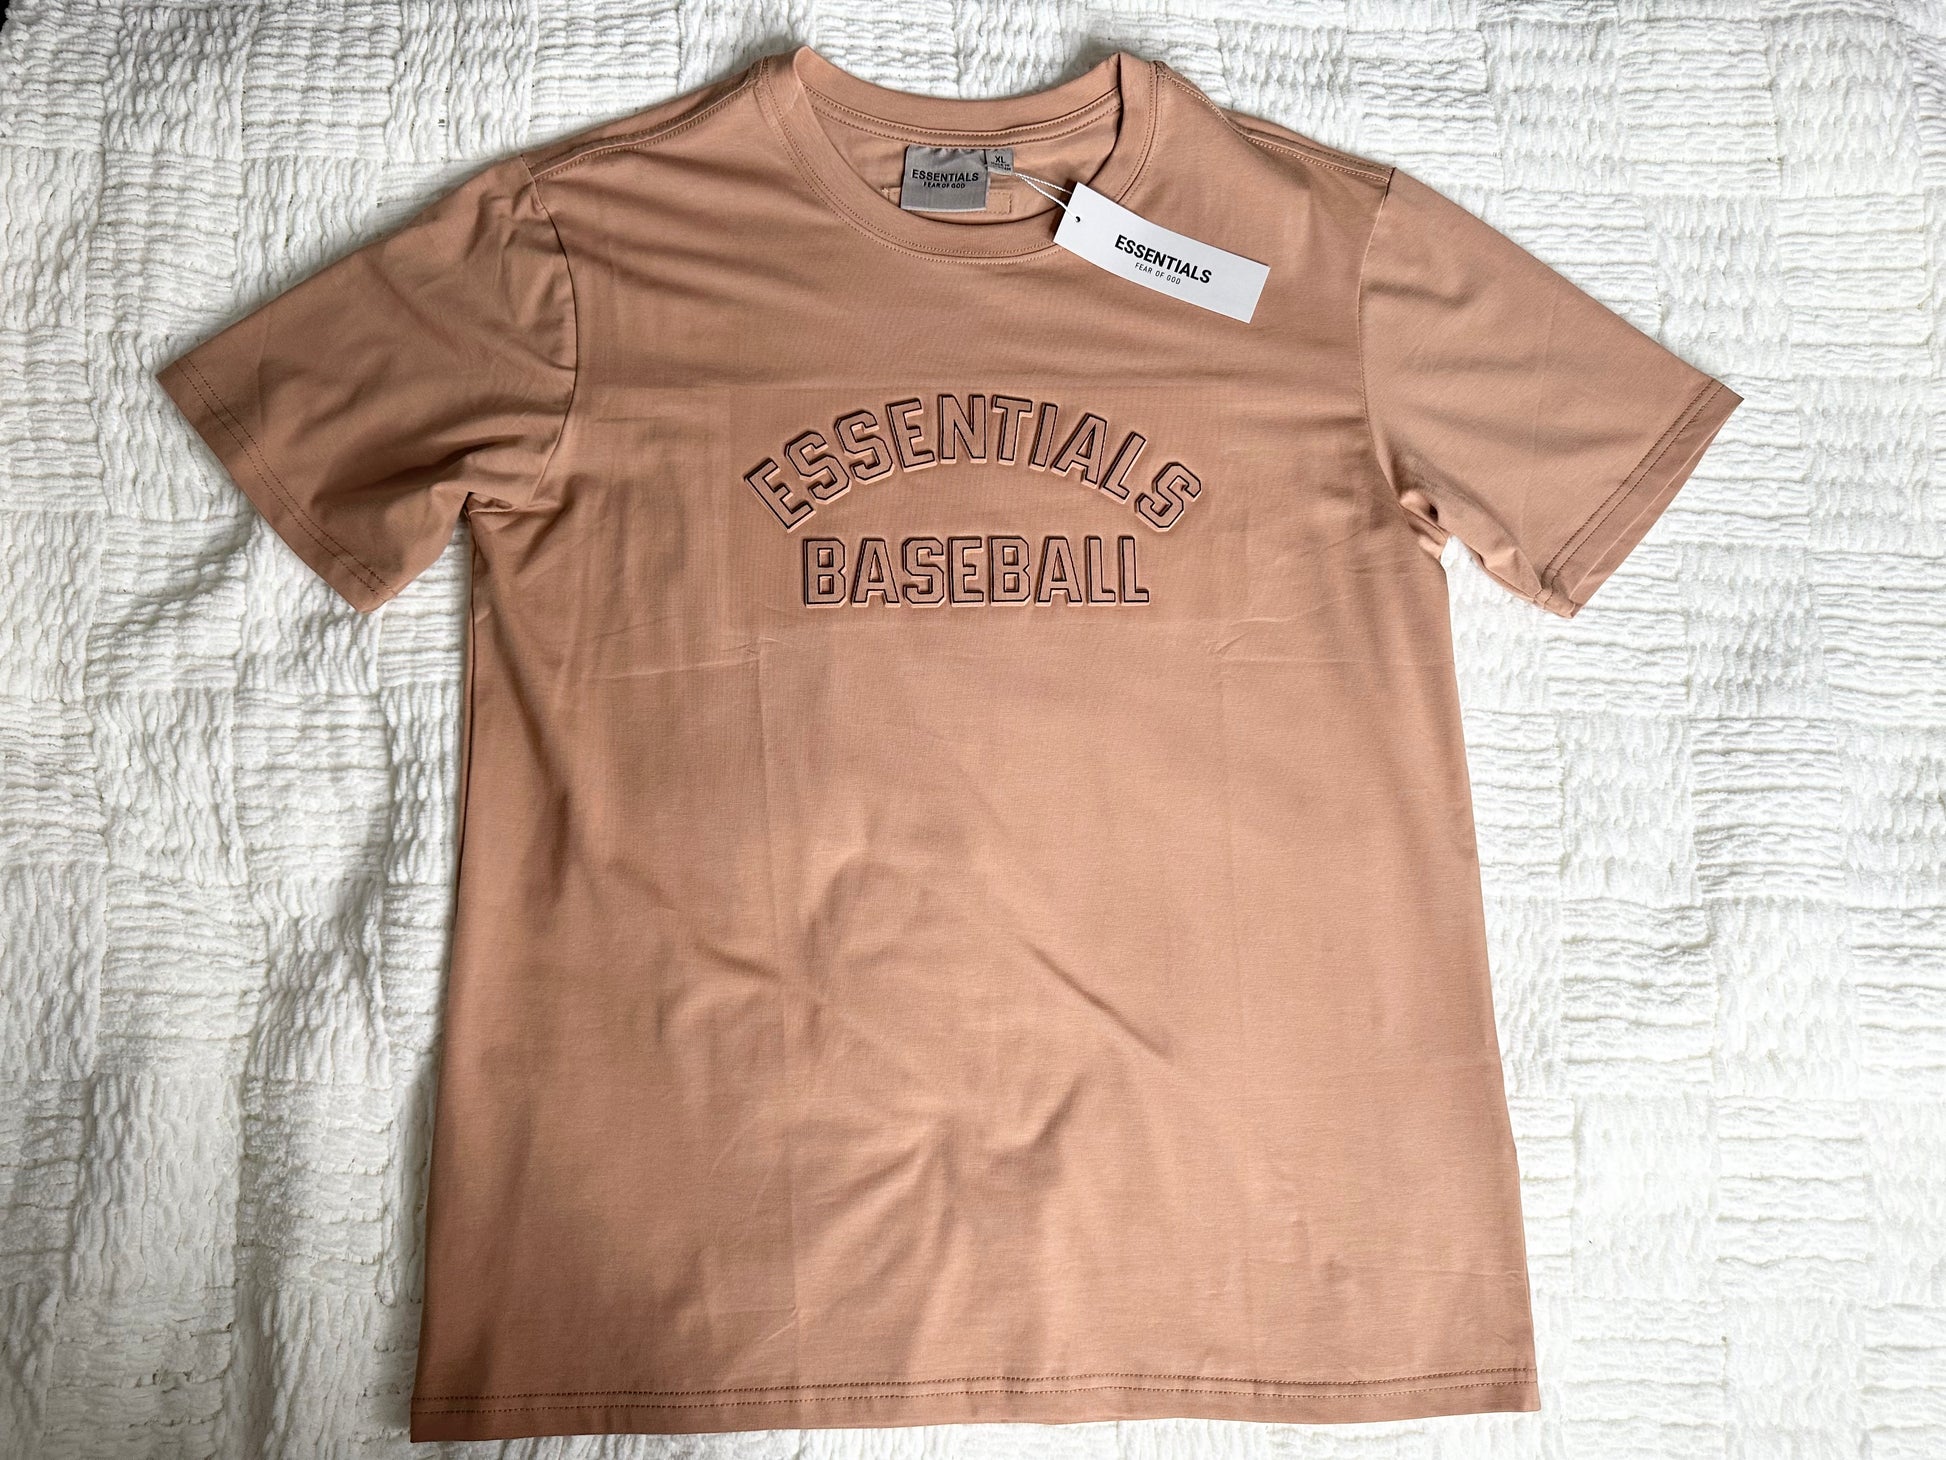 ESSENTIALS
FEAR OF GOD
XL
ESSENTIALS
FEAR OF GOD
ESSENTIALS
BASEBALL